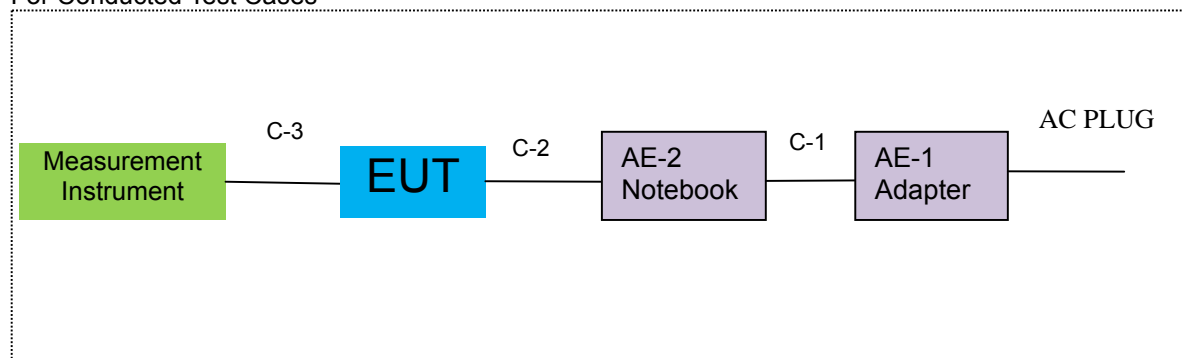 For Conducted Test Cases
C-3
C-2
C-1
AC PLUG
Measurement
Instrument
EUT
AE-2
Notebook
AE-1
Adapter